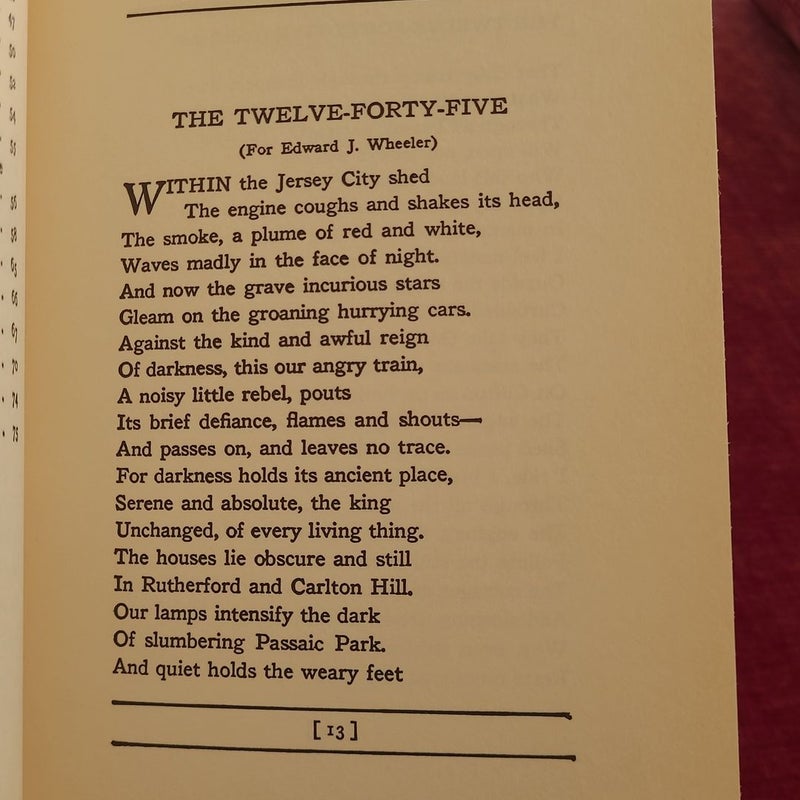 THE TWELVE-FORTY-FIVE
(For Edward J. Wheeler)
WITHIN the Jersey City shed
The engine coughs and shakes its head,
The smoke, a plume of red and white,
Waves madly in the face of night.
And now the grave incurious stars
Gleam on the groaning hurrying cars.
Against the kind and awful reign
Of darkness, this our angry train,
A noisy little rebel, pouts
Its brief defiance, flames and shouts—
And passes on, and leaves no trace.
For darkness holds its ancient place,
Serene and absolute, the king
Unchanged, of every living thing.
The houses lie obscure and still
In Rutherford and Carlton Hill.
Our lamps intensify the dark
Of slumbering Passaic Park.
And quiet holds the weary feet
[13]